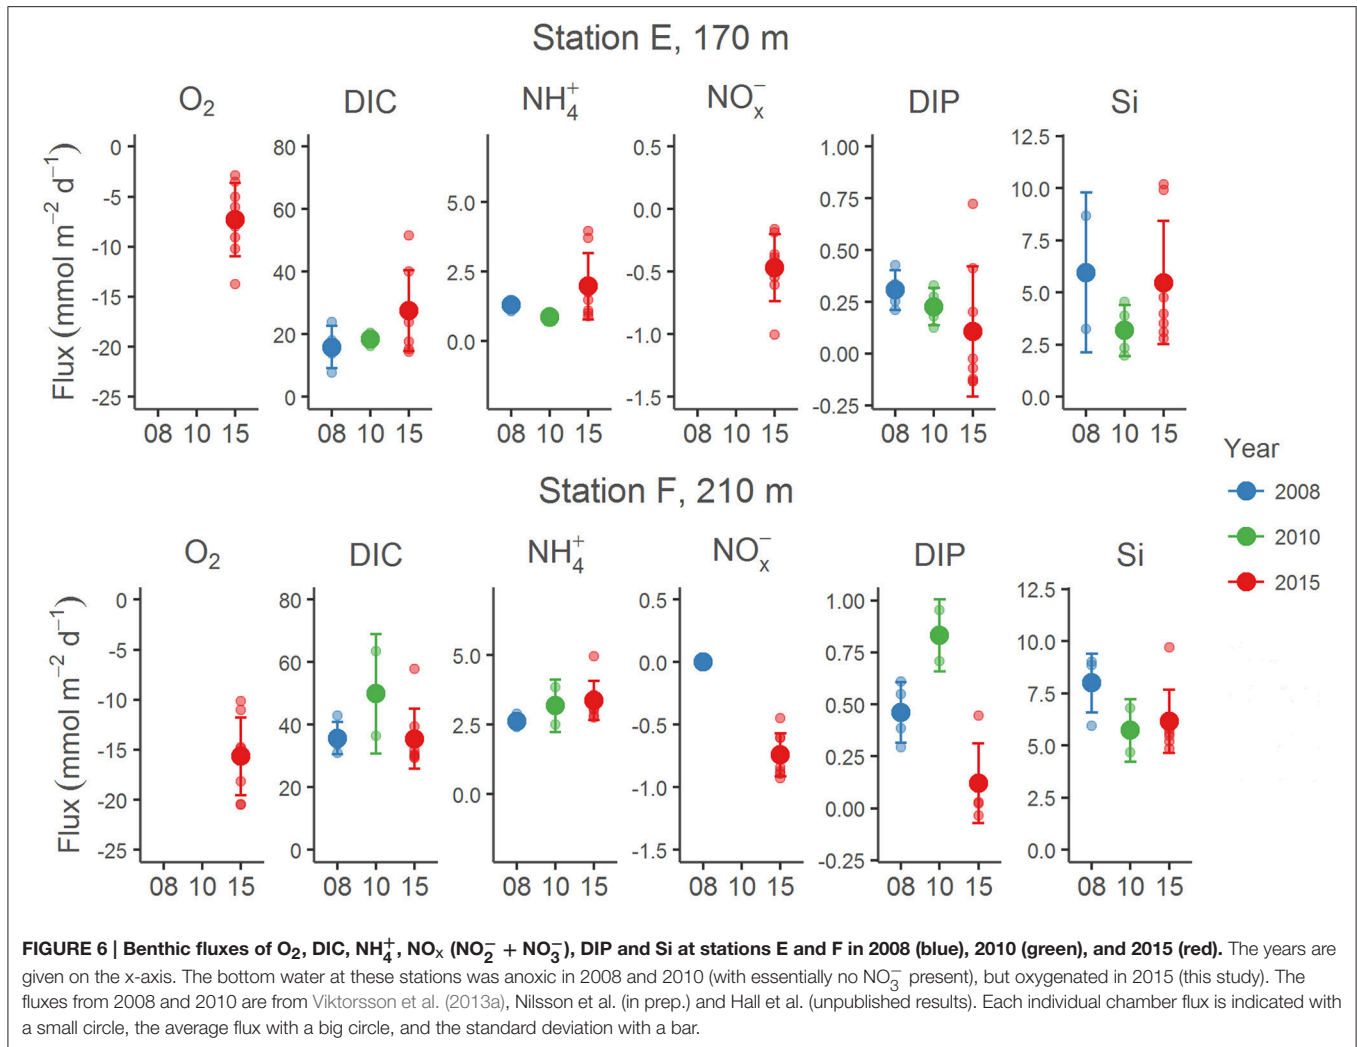 Station E, 170 m
O₂ DIC NH₄⁺ NOₓ⁻ DIP Si
Flux (mmol m⁻² d⁻¹)
0 -5 -10 -15 -20 -25
08 10 15
80 60 40 20 0
08 10 15
5.0 2.5 0.0
08 10 15
0.5 0.0 -0.5 -1.0 -1.5
08 10 15
1.00 0.75 0.50 0.25 0.00 -0.25
08 10 15
12.5 10.0 7.5 5.0 2.5 0.0
08 10 15
Year
2008
2010
2015
Station F, 210 m
O₂ DIC NH₄⁺ NOₓ⁻ DIP Si
Flux (mmol m⁻² d⁻¹)
0 -5 -10 -15 -20 -25
08 10 15
80 60 40 20 0
08 10 15
5.0 2.5 0.0
08 10 15
0.5 0.0 -0.5 -1.0 -1.5
08 10 15
1.00 0.75 0.50 0.25 0.00 -0.25
08 10 15
12.5 10.0 7.5 5.0 2.5 0.0
08 10 15
FIGURE 6 | Benthic fluxes of O₂, DIC, NH₄⁺, NOₓ (NO₂⁻ + NO₃⁻), DIP and Si at stations E and F in 2008 (blue), 2010 (green), and 2015 (red). The years are
given on the x-axis. The bottom water at these stations was anoxic in 2008 and 2010 (with essentially no NO₃⁻ present), but oxygenated in 2015 (this study). The
fluxes from 2008 and 2010 are from Viktorsson et al. (2013a), Nilsson et al. (in prep.) and Hall et al. (unpublished results). Each individual chamber flux is indicated with
a small circle, the average flux with a big circle, and the standard deviation with a bar.